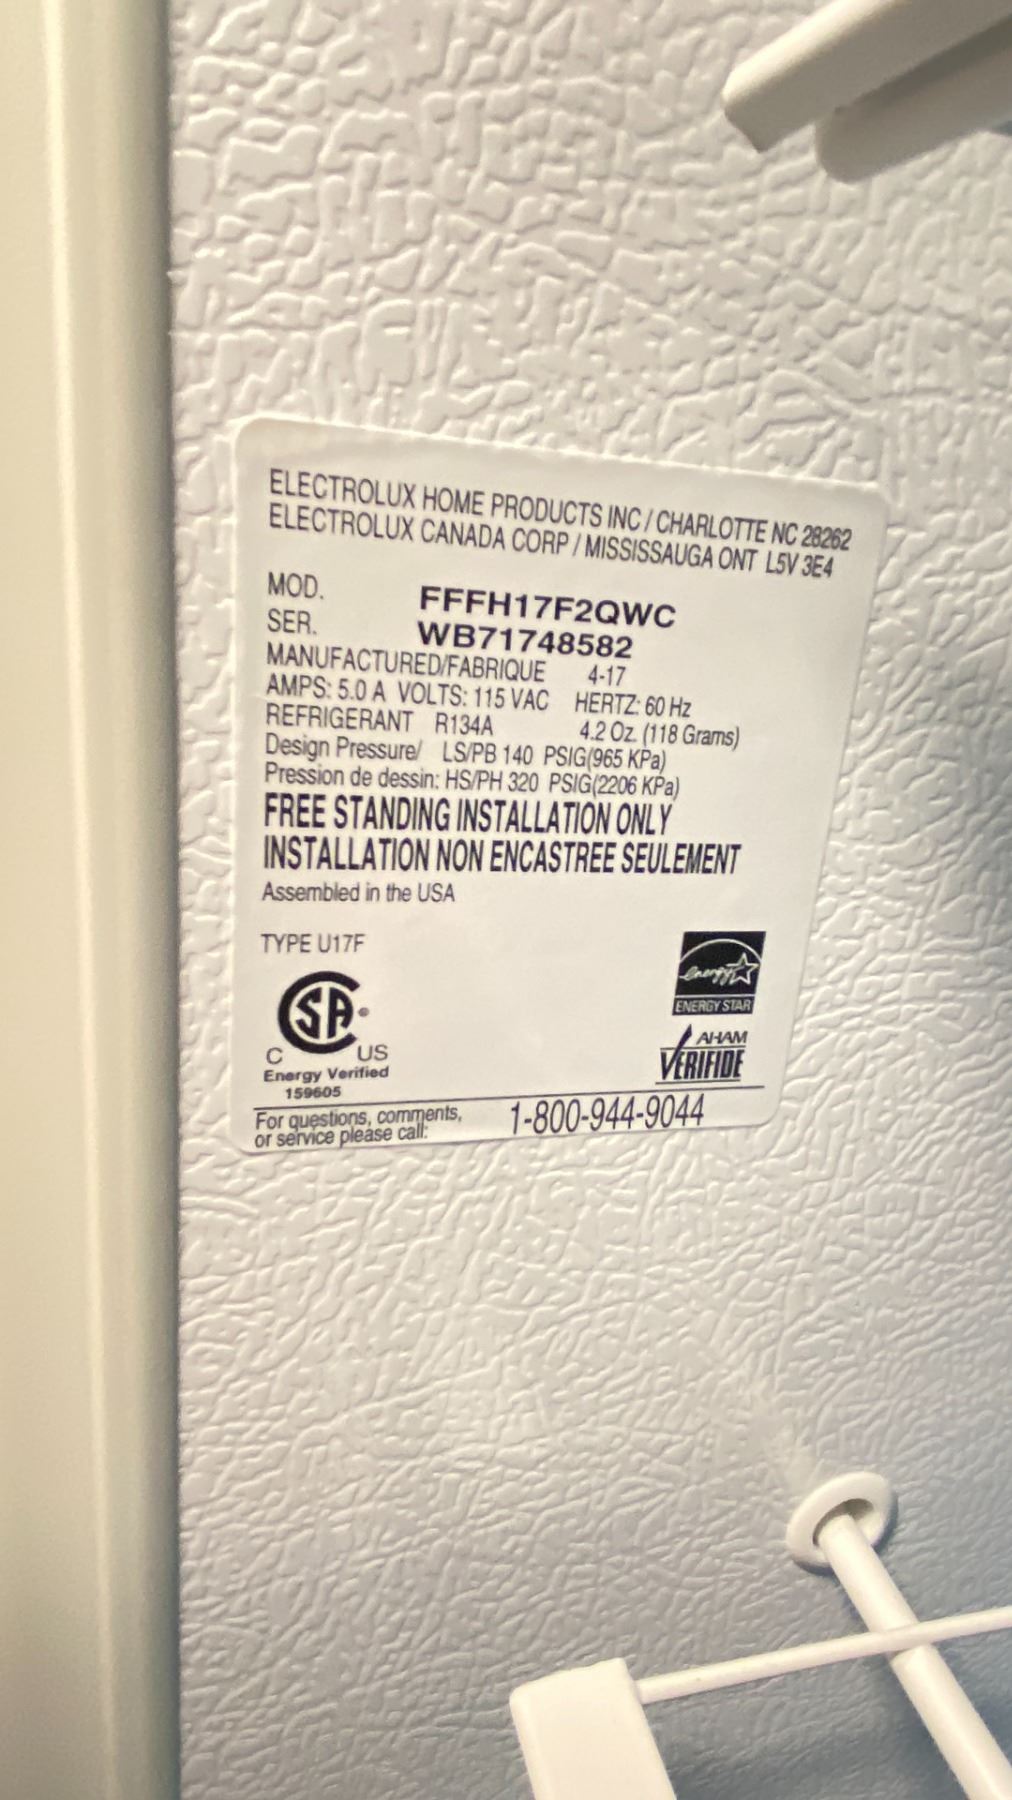 ELECTROLUX HOME PRODUCTS INC / CHARLOTTE NC 28262
ELECTROLUX CANADA CORP / MISSISSAUGA ONT L5V 3E4
MOD. FFFH17F2QWC
SER. WB71748582
MANUFACTURED/FABRIQUE 4-17
AMPS: 5.0 A VOLTS: 115 VAC HERTZ: 60 Hz
REFRIGERANT R134A 4.2 Oz. (118 Grams)
Design Pressure/ LS/PB 140 PSIG(965 KPa)
Pression de dessin: HS/PH 320 PSIG(2206 KPa)
FREE STANDING INSTALLATION ONLY
INSTALLATION NON ENCASTREE SEULEMENT
Assembled in the USA
TYPE U17F
energy
ENERGY STAR
SA
C US
Energy Verified
159605
AHAM
VERIFIDE
For questions, comments,
or service please call: 1-800-944-9044